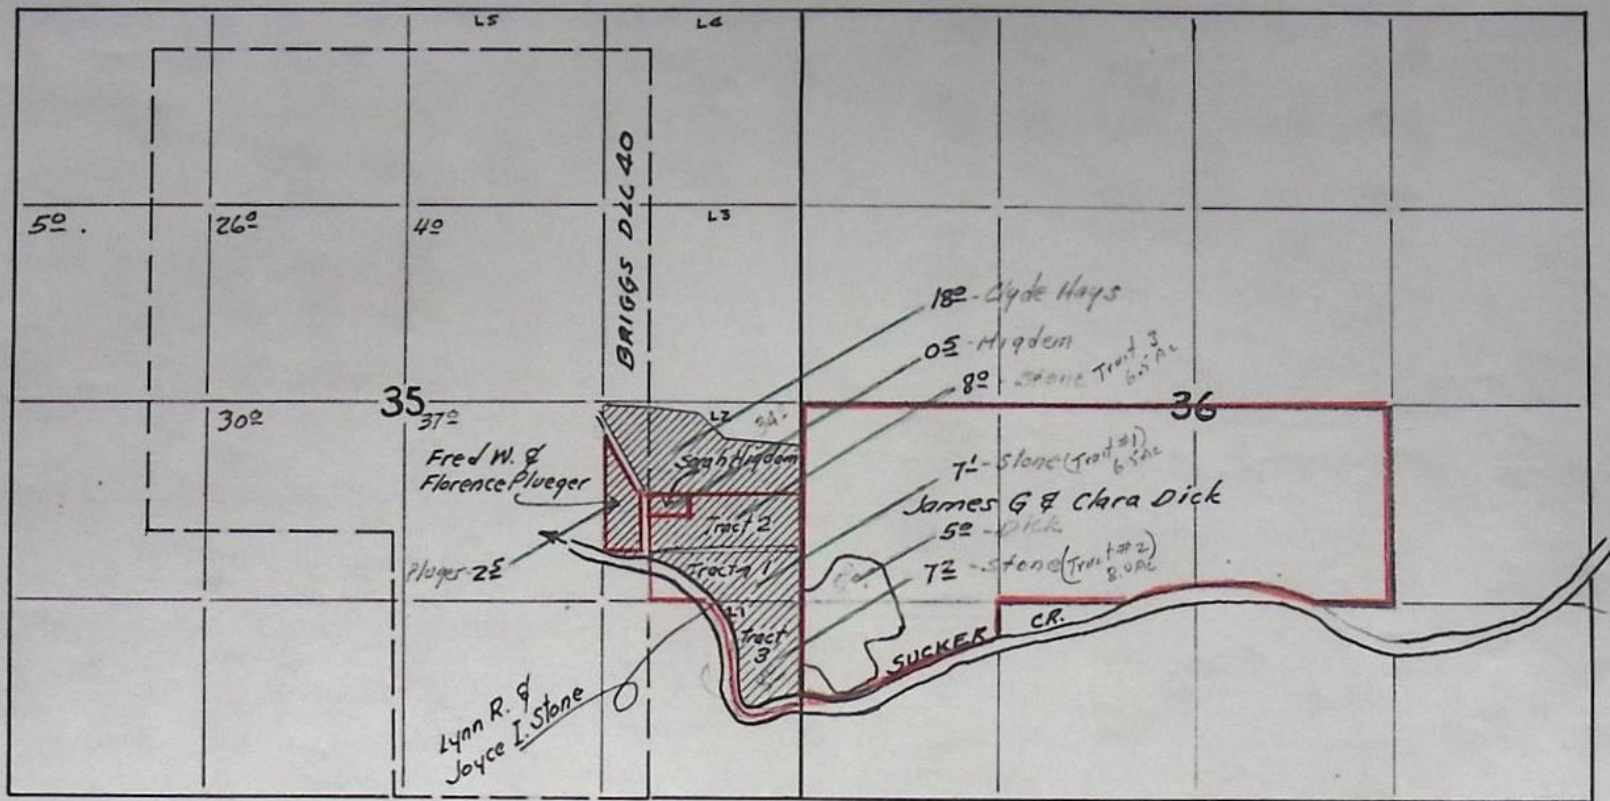 L5
L4
BRIGGS DLC 40
5º.
26º
4º
L3
18º - Clyde Hays
0⁵ - Higdem
8º - Stone Tract 3
6.5 Ac
35
36
30º
37º
L2
34.
Fred W. &
Florence Plueger
Sarah Higdem
7¹ - Stone (Tract #1)
6.5 Ac
James G & Clara Dick
Tract 2
5º - Dick
Pluger - 2⁵
Tract 1
7² - Stone (Tract #2)
8.0 Ac
L1
Tract
3
SUCKER CR.
Lynn R. &
Joyce I. Stone